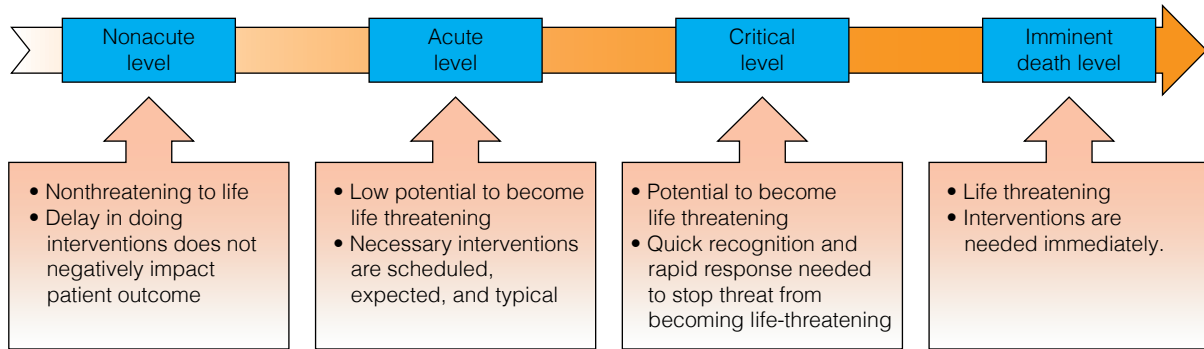 Nonacute
level
Acute
level
Critical
level
Imminent
death level
• Nonthreatening to life
• Delay in doing
interventions does not
negatively impact
patient outcome
• Low potential to become
life threatening
• Necessary interventions
are scheduled,
expected, and typical
• Potential to become
life threatening
• Quick recognition and
rapid response needed
to stop threat from
becoming life-threatening
• Life threatening
• Interventions are
needed immediately.